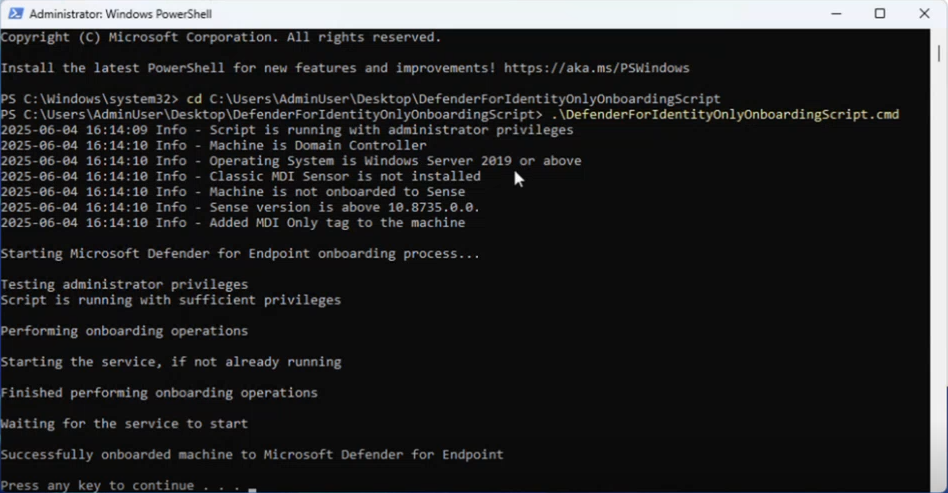 Administrator: Windows PowerShell
Copyright (C) Microsoft Corporation. All rights reserved.
Install the latest PowerShell for new features and improvements! https://aka.ms/PSWindows
PS C:\Windows\system32> cd C:\Users\AdminUser\Desktop\DefenderForIdentityOnlyOnboardingScript
PS C:\Users\AdminUser\Desktop\DefenderForIdentityOnlyOnboardingScript> .\DefenderForIdentityOnlyOnboardingScript.cmd
2025-06-04 16:14:09 Info - Script is running with administrator privileges
2025-06-04 16:14:10 Info - Machine is Domain Controller
2025-06-04 16:14:10 Info - Operating System is Windows Server 2019 or above
2025-06-04 16:14:10 Info - Classic MDI Sensor is not installed
2025-06-04 16:14:10 Info - Machine is not onboarded to Sense
2025-06-04 16:14:10 Info - Sense version is above 10.8735.0.0.
2025-06-04 16:14:10 Info - Added MDI Only tag to the machine
Starting Microsoft Defender for Endpoint onboarding process...
Testing administrator privileges
Script is running with sufficient privileges
Performing onboarding operations
Starting the service, if not already running
Finished performing onboarding operations
Waiting for the service to start
Successfully onboarded machine to Microsoft Defender for Endpoint
Press any key to continue . . .